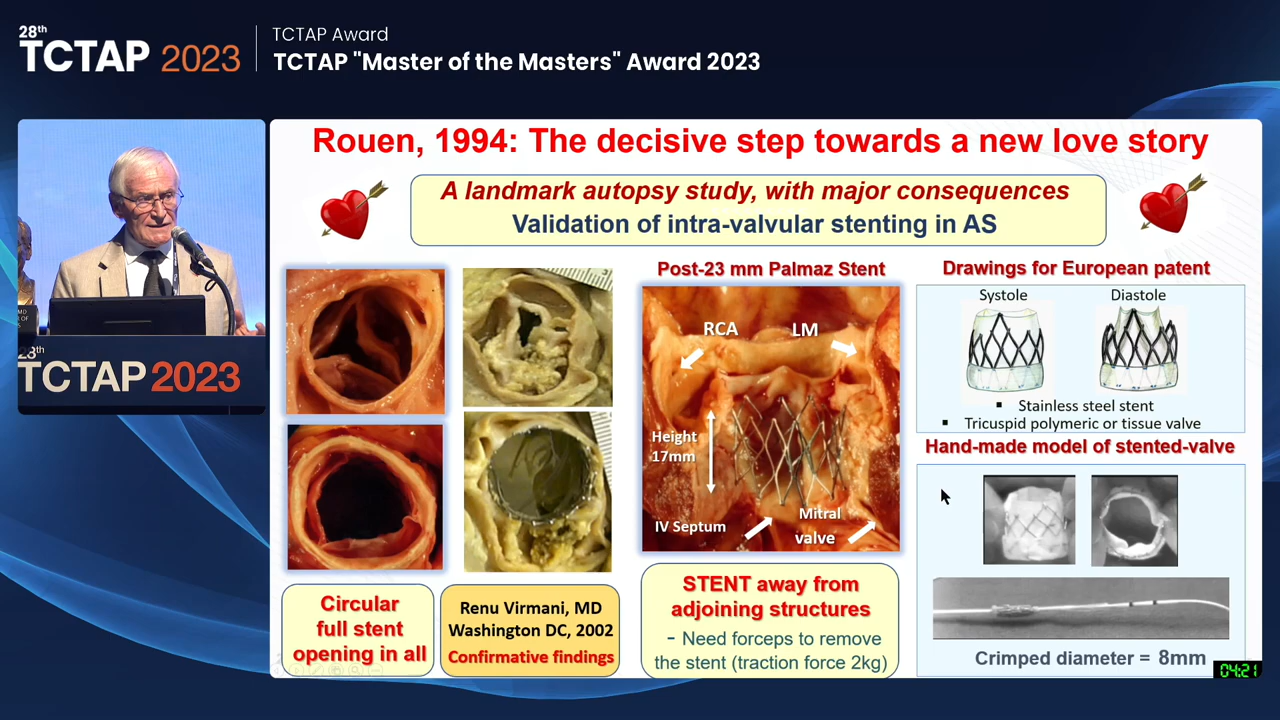 28th
TCTAP 2023
TCTAP Award
TCTAP "Master of the Masters" Award 2023
28th
TCTAP 2023
Rouen, 1994: The decisive step towards a new love story
A landmark autopsy study, with major consequences
Validation of intra-valvular stenting in AS
Post-23 mm Palmaz Stent
RCA
LM
Height
17mm
IV Septum
Mitral
valve
Circular
full stent
opening in all
Renu Virmani, MD
Washington DC, 2002
Confirmative findings
STENT away from
adjoining structures
- Need forceps to remove
the stent (traction force 2kg)
Drawings for European patent
Systole
Diastole
▪ Stainless steel stent
▪ Tricuspid polymeric or tissue valve
Hand-made model of stented-valve
Crimped diameter = 8mm
04:21